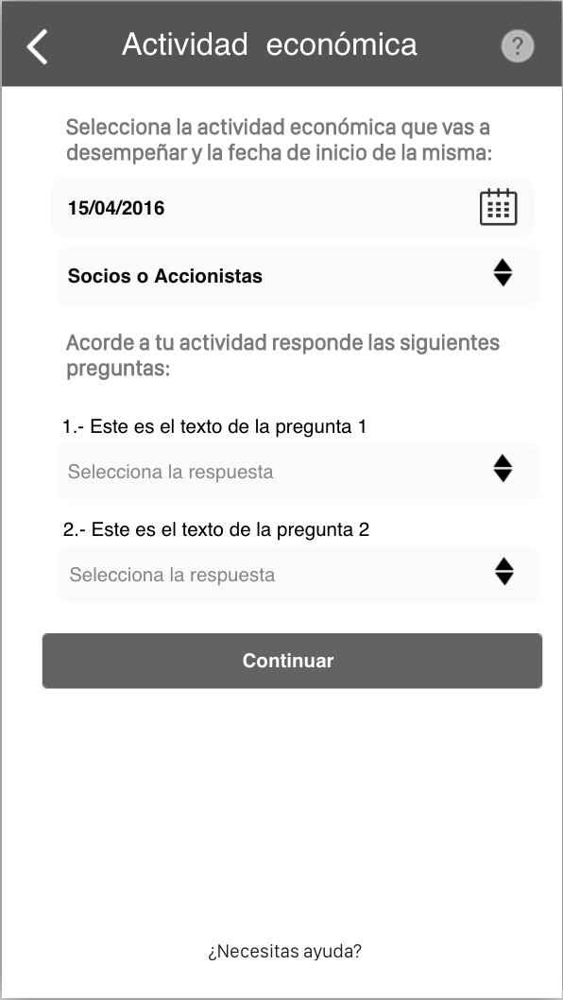 Actividad económica
?
Selecciona la actividad económica que vas a
desempeñar y la fecha de inicio de la misma:
15/04/2016
Socios o Accionistas
Acorde a tu actividad responde las siguientes
preguntas:
1.- Este es el texto de la pregunta 1
Selecciona la respuesta
2.- Este es el texto de la pregunta 2
Selecciona la respuesta
Continuar
¿Necesitas ayuda?